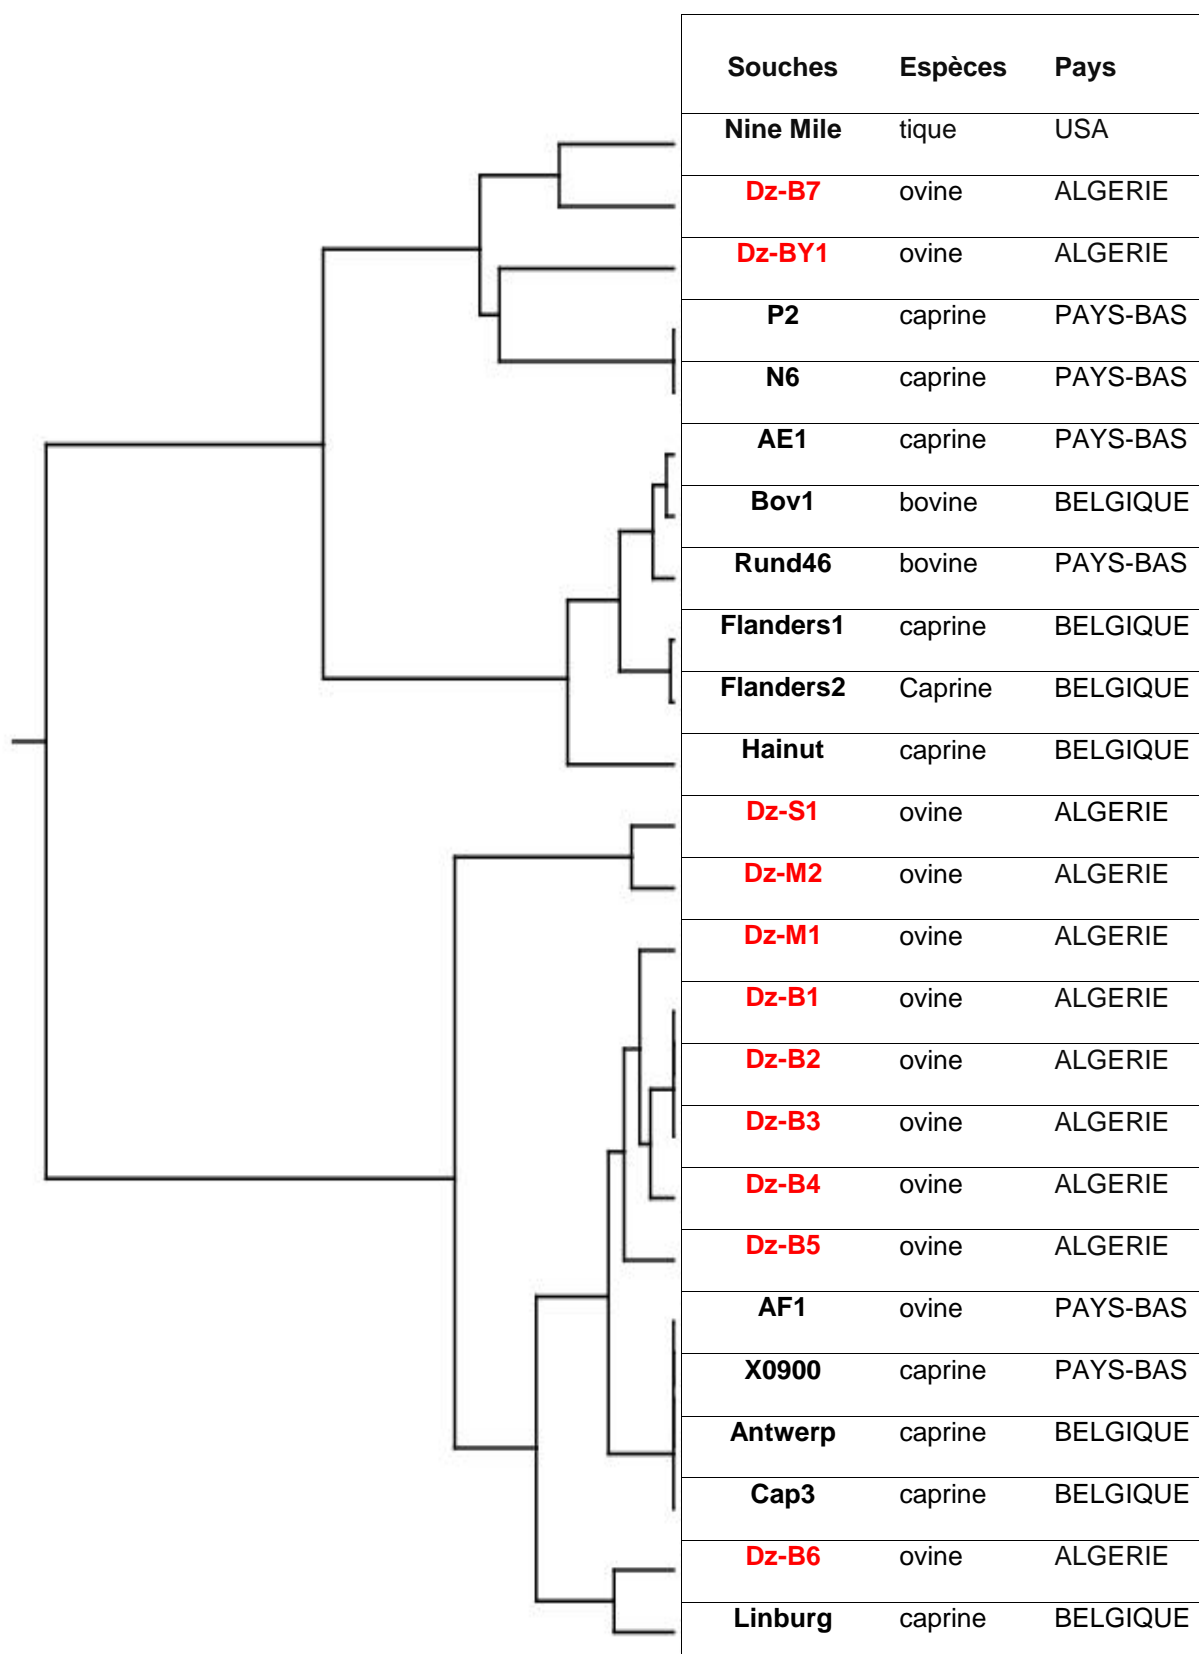 Souches Espèces Pays
Nine Mile tique USA
Dz-B7 ovine ALGERIE
Dz-BY1 ovine ALGERIE
P2 caprine PAYS-BAS
N6 caprine PAYS-BAS
AE1 caprine PAYS-BAS
Bov1 bovine BELGIQUE
Rund46 bovine PAYS-BAS
Flanders1 caprine BELGIQUE
Flanders2 Caprine BELGIQUE
Hainut caprine BELGIQUE
Dz-S1 ovine ALGERIE
Dz-M2 ovine ALGERIE
Dz-M1 ovine ALGERIE
Dz-B1 ovine ALGERIE
Dz-B2 ovine ALGERIE
Dz-B3 ovine ALGERIE
Dz-B4 ovine ALGERIE
Dz-B5 ovine ALGERIE
AF1 ovine PAYS-BAS
X0900 caprine PAYS-BAS
Antwerp caprine BELGIQUE
Cap3 caprine BELGIQUE
Dz-B6 ovine ALGERIE
Linburg caprine BELGIQUE